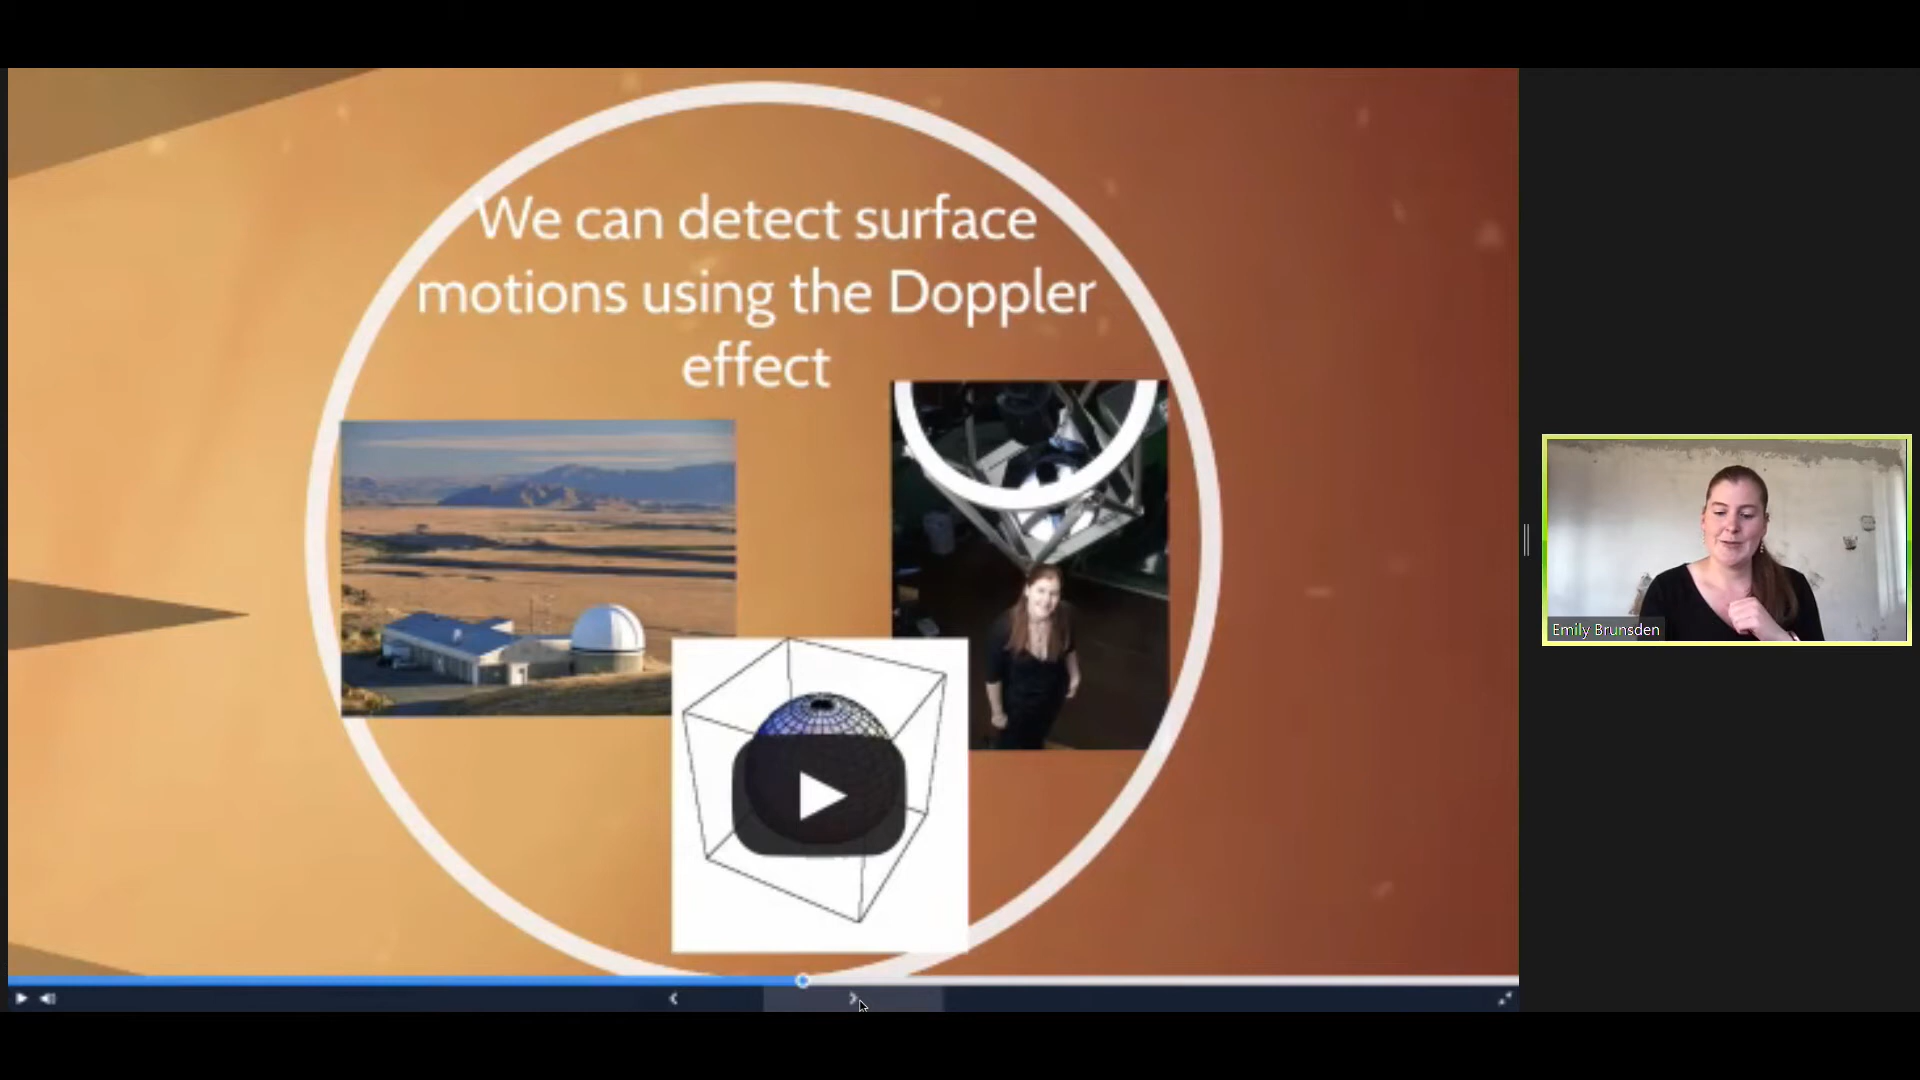 We can detect surface
motions using the Doppler
effect
Emily Brunsden